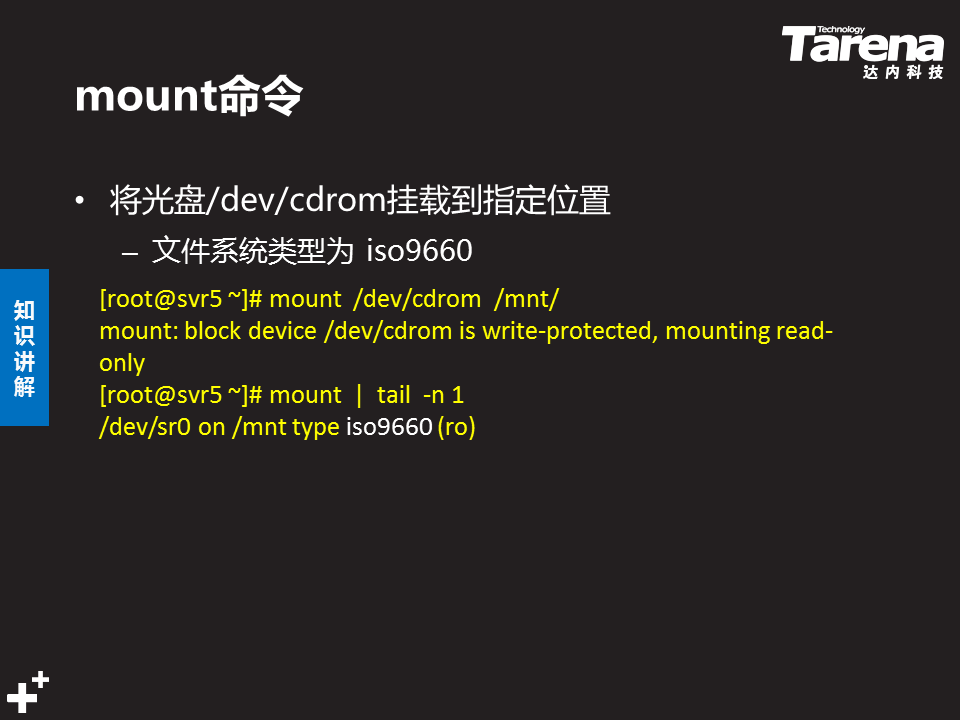 Technology
Tarena
达内科技
mount命令
• 将光盘/dev/cdrom挂载到指定位置
– 文件系统类型为 iso9660
[root@svr5 ~]# mount /dev/cdrom /mnt/
mount: block device /dev/cdrom is write-protected, mounting read-
only
[root@svr5 ~]# mount | tail -n 1
/dev/sr0 on /mnt type iso9660 (ro)
知
识
讲
解